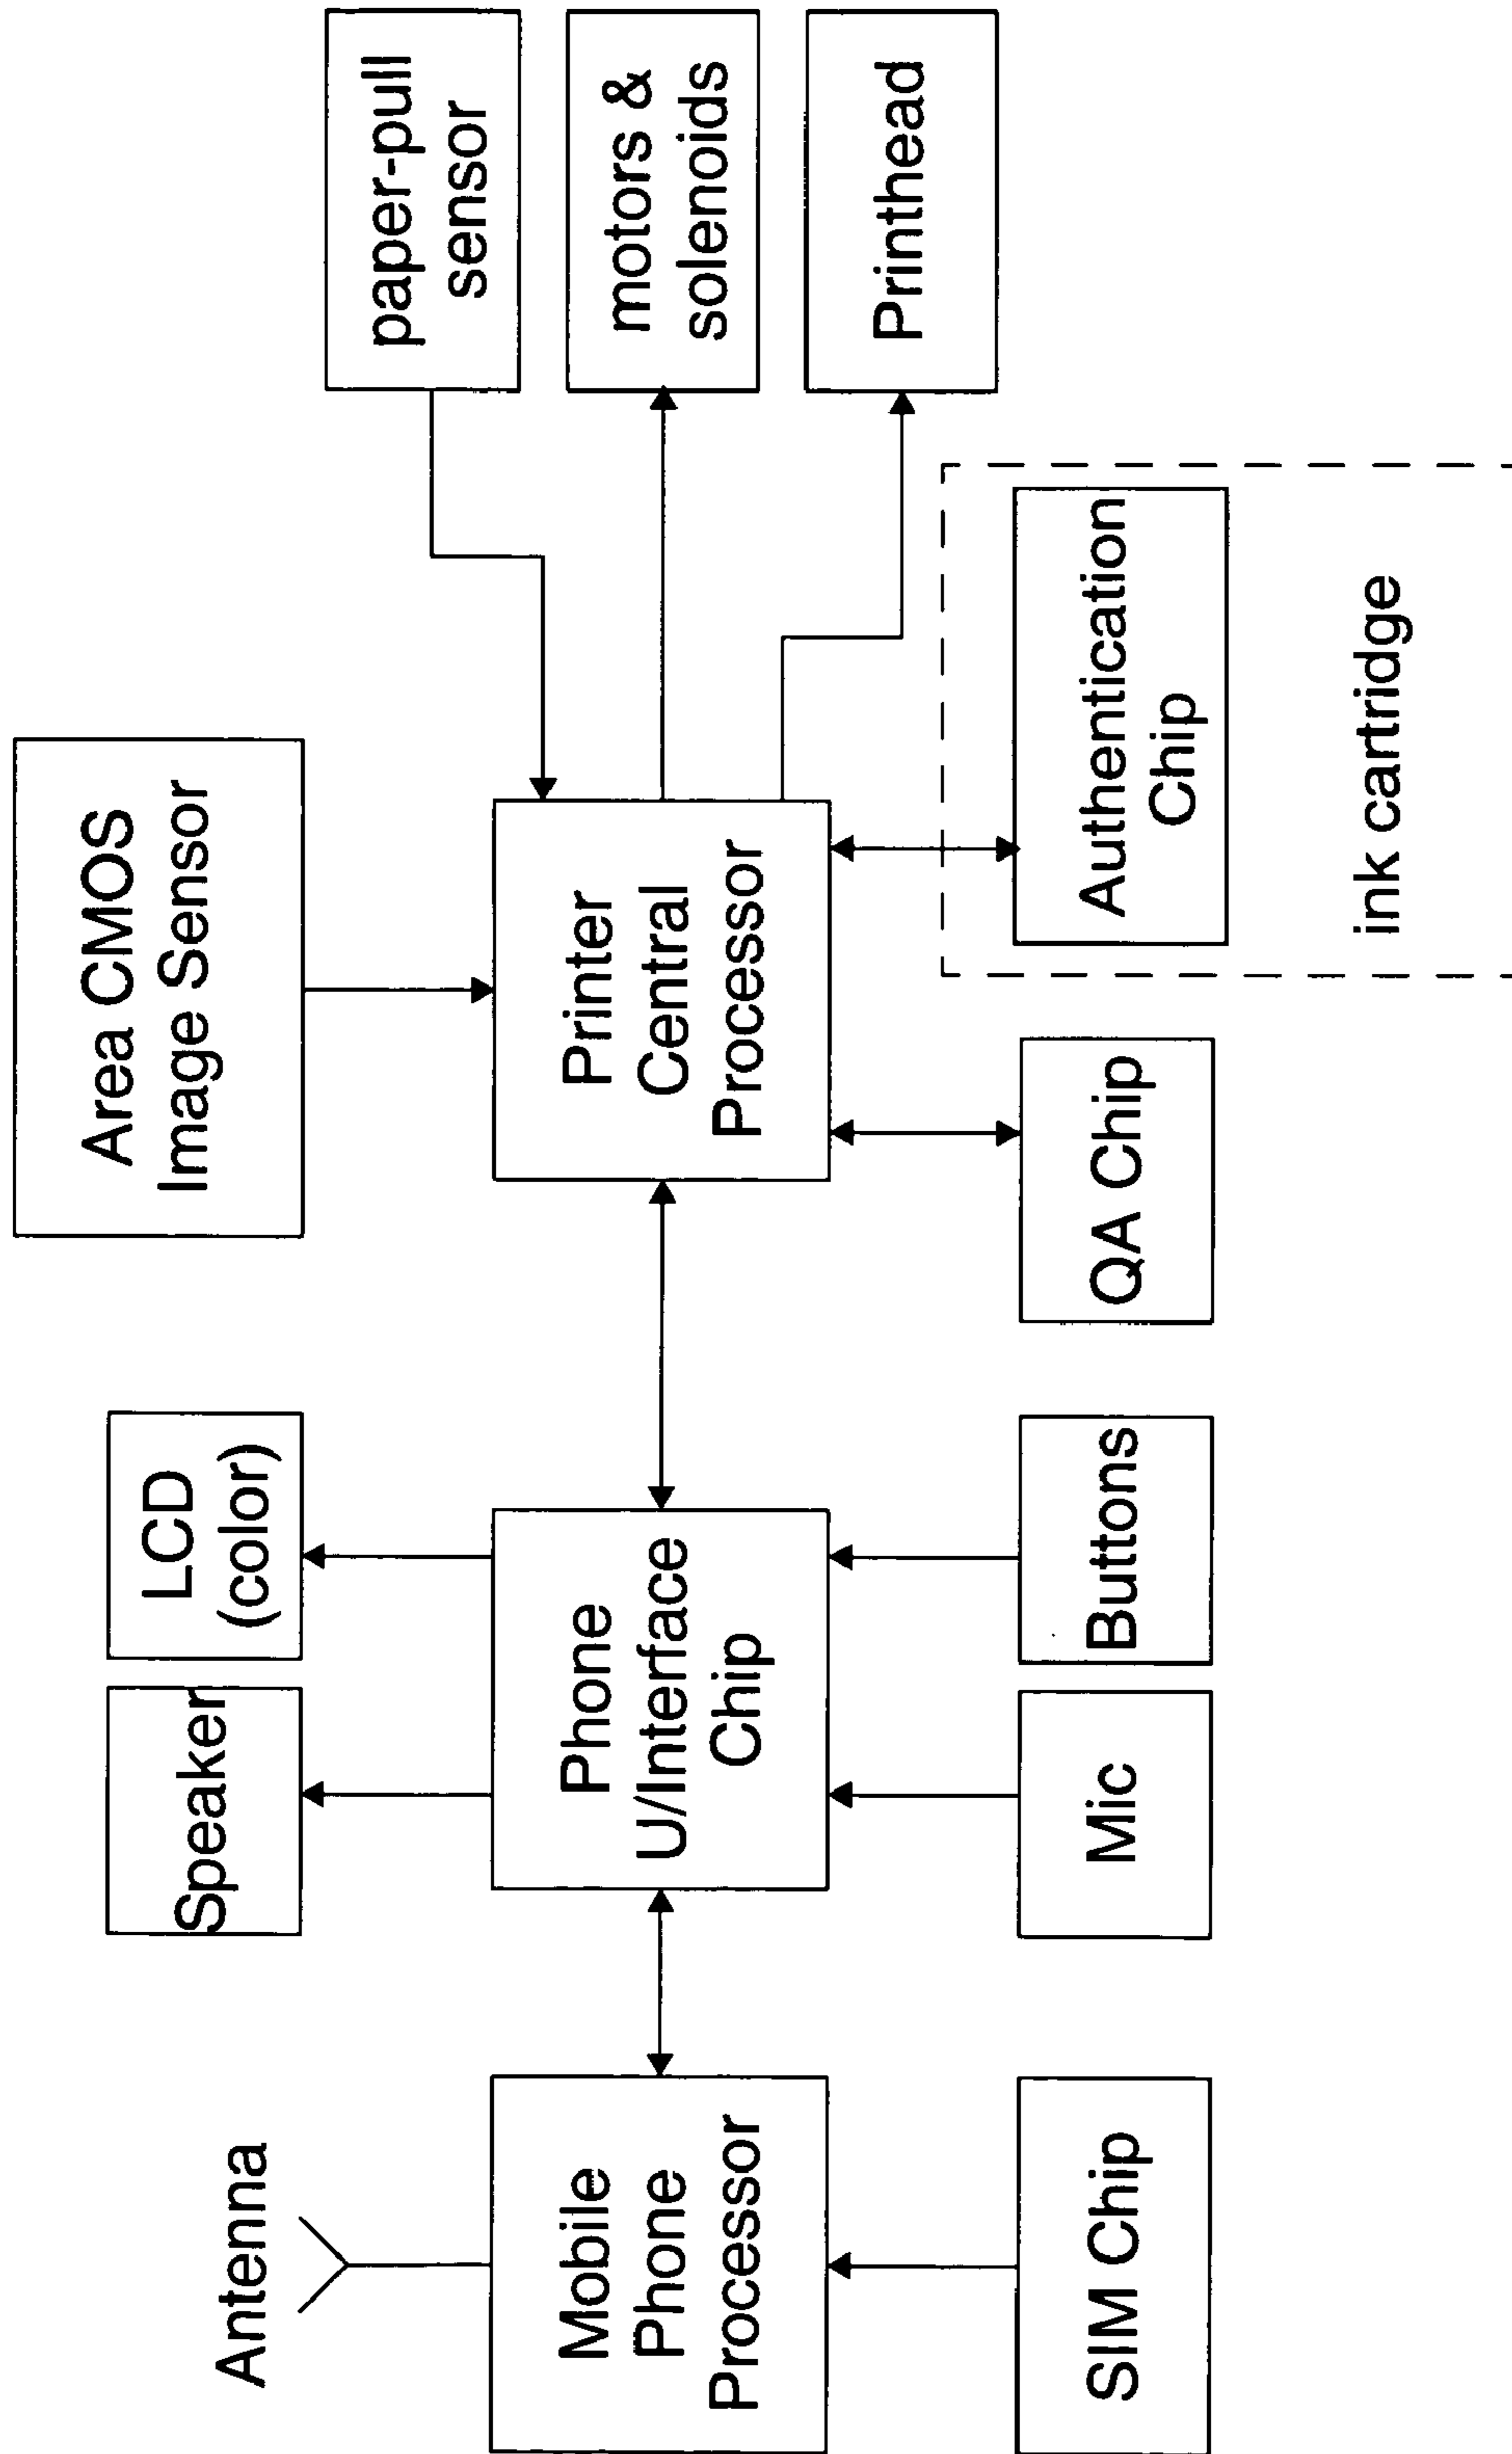 Antenna
Mobile
Phone
Processor
SIM Chip
Speaker
LCD
(color)
Phone
U/Interface
Chip
Mic
Buttons
Area CMOS
Image Sensor
Printer
Central
Processor
QA Chip
Authentication
Chip
ink cartridge
paper-pull
sensor
motors &
solenoids
Printhead